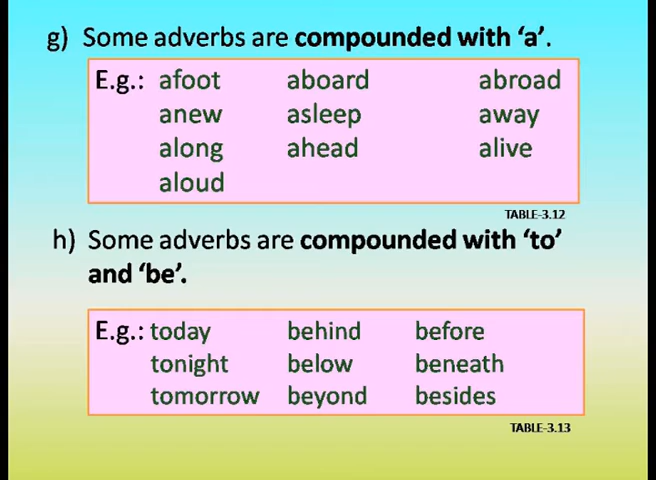 g) Some adverbs are compounded with ‘a’.
E.g.: afoot aboard abroad
anew asleep away
along ahead alive
aloud
TABLE-3.12
h) Some adverbs are compounded with ‘to’
and ‘be’.
E.g.: today behind before
tonight below beneath
tomorrow beyond besides
TABLE-3.13